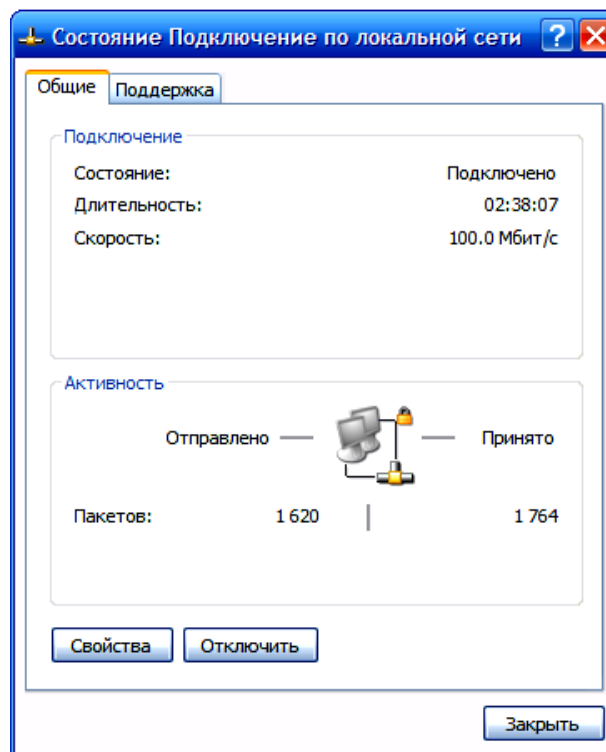 Состояние Подключение по локальной сети ?
Общие Поддержка
Подключение
Состояние: Подключено
Длительность: 02:38:07
Скорость: 100.0 Мбит/с
Активность
Отправлено — — Принято
Пакетов: 1 620 1 764
Свойства Отключить
Закрыть